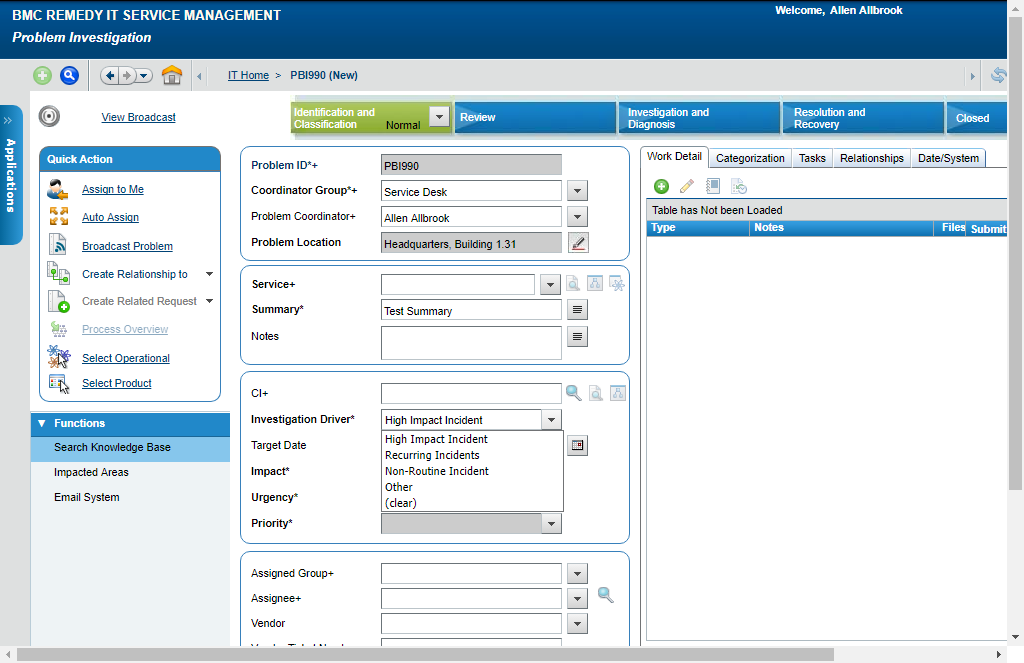 BMC REMEDY IT SERVICE MANAGEMENT
Welcome, Allen Allbrook
Problem Investigation
IT Home > PBI990 (New)
Applications
View Broadcast
Identification and Classification Normal
Review
Investigation and Diagnosis
Resolution and Recovery
Closed
Quick Action
Assign to Me
Auto Assign
Broadcast Problem
Create Relationship to
Create Related Request
Process Overview
Select Operational
Select Product
Functions
Search Knowledge Base
Impacted Areas
Email System
Problem ID*+ PBI990
Coordinator Group*+ Service Desk
Problem Coordinator+ Allen Allbrook
Problem Location Headquarters, Building 1.31
Service+
Summary* Test Summary
Notes
CI+
Investigation Driver* High Impact Incident
Target Date
Impact*
Urgency*
Priority*
High Impact Incident
Recurring Incidents
Non-Routine Incident
Other
(clear)
Assigned Group+
Assignee+
Vendor
Work Detail Categorization Tasks Relationships Date/System
Table has Not been Loaded
Type Notes Files Submit